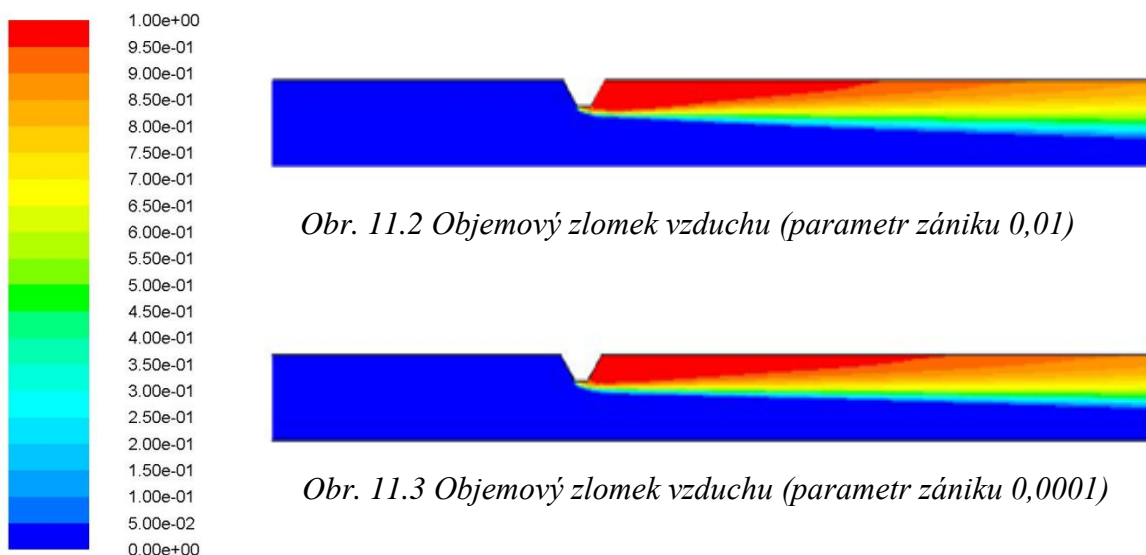 1.00e+00
9.50e-01
9.00e-01
8.50e-01
8.00e-01
7.50e-01
7.00e-01
6.50e-01
6.00e-01
5.50e-01
5.00e-01
4.50e-01
4.00e-01
3.50e-01
3.00e-01
2.50e-01
2.00e-01
1.50e-01
1.00e-01
5.00e-02
0.00e+00
Obr. 11.2 Objemový zlomek vzduchu (parametr zániku 0,01)
Obr. 11.3 Objemový zlomek vzduchu (parametr zániku 0,0001)